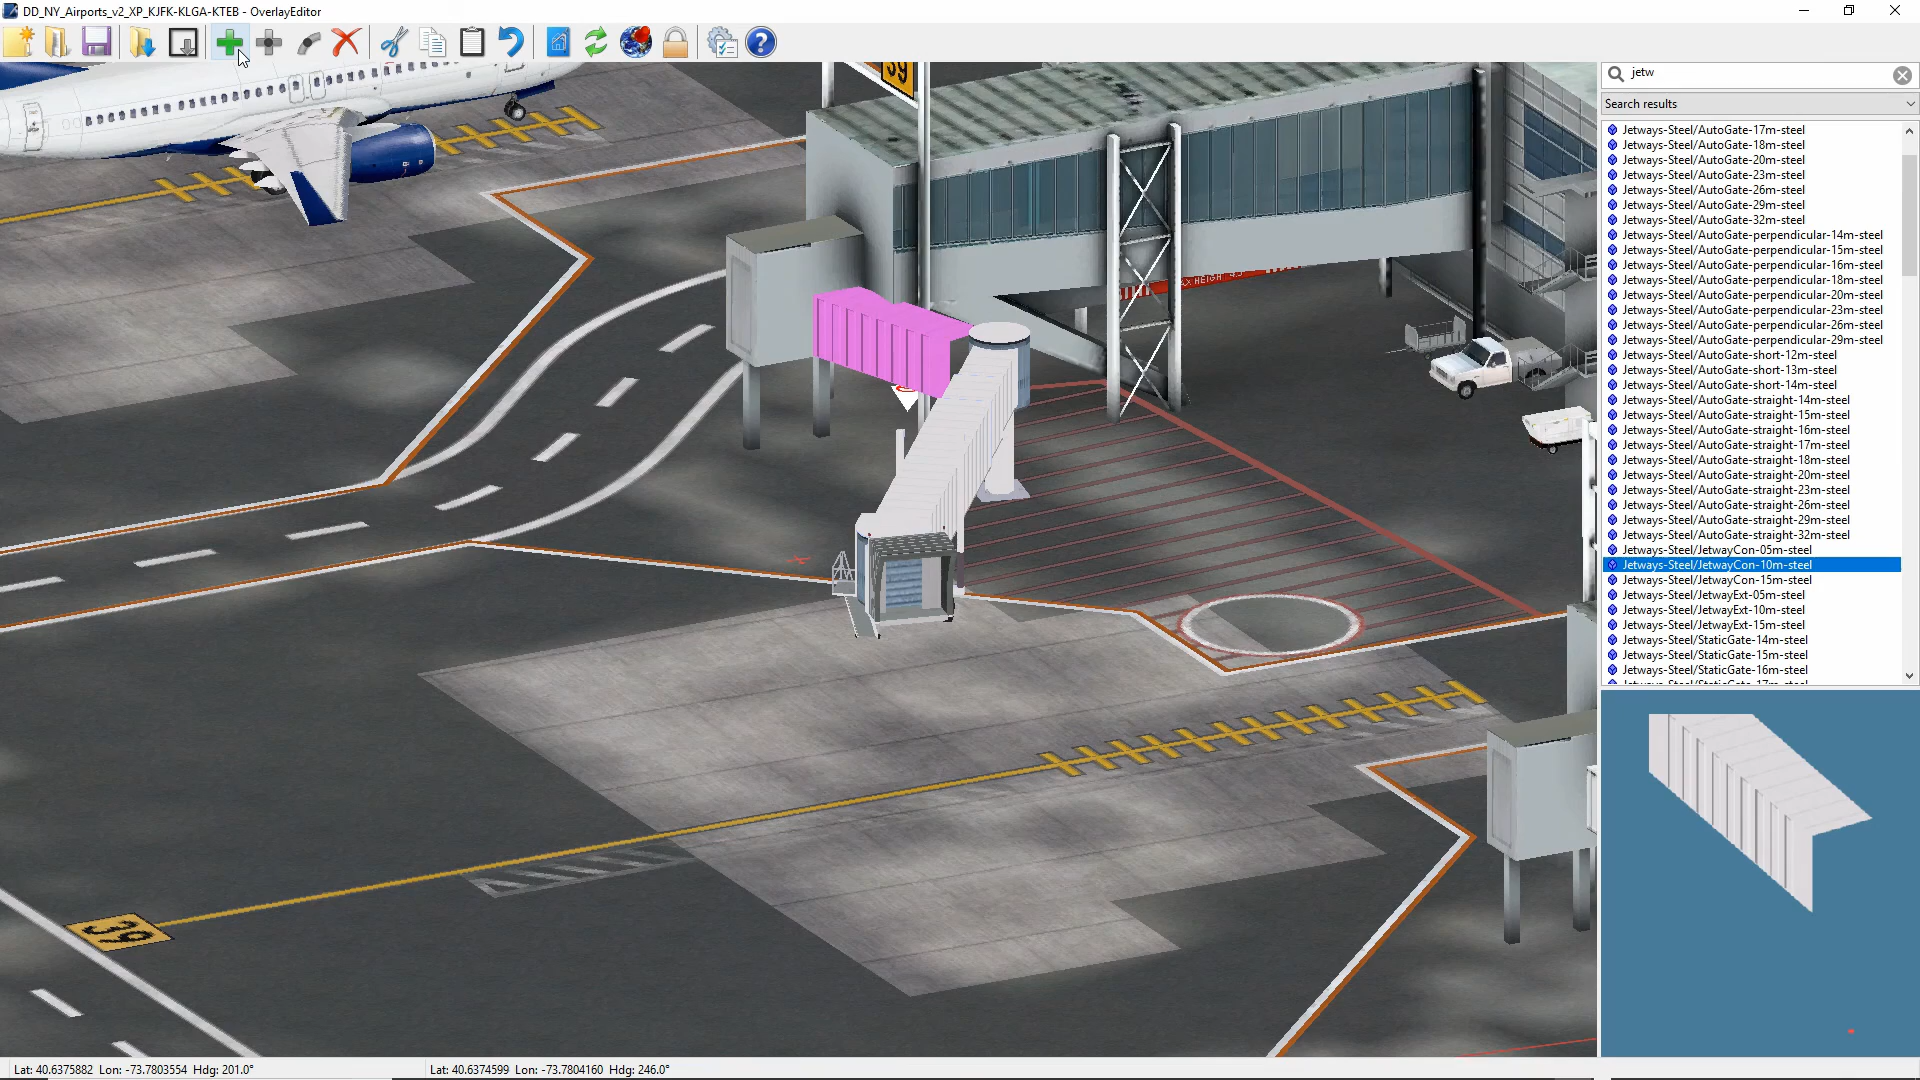 DD_NY_Airports_v2_XP_KJFK-KLGA-KTEB - OverlayEditor
jetw
Search results
39
Jetways-Steel/AutoGate-17m-steel
Jetways-Steel/AutoGate-18m-steel
Jetways-Steel/AutoGate-20m-steel
Jetways-Steel/AutoGate-23m-steel
Jetways-Steel/AutoGate-26m-steel
Jetways-Steel/AutoGate-29m-steel
Jetways-Steel/AutoGate-32m-steel
Jetways-Steel/AutoGate-perpendicular-14m-steel
Jetways-Steel/AutoGate-perpendicular-15m-steel
Jetways-Steel/AutoGate-perpendicular-16m-steel
Jetways-Steel/AutoGate-perpendicular-18m-steel
Jetways-Steel/AutoGate-perpendicular-20m-steel
Jetways-Steel/AutoGate-perpendicular-23m-steel
Jetways-Steel/AutoGate-perpendicular-26m-steel
Jetways-Steel/AutoGate-perpendicular-29m-steel
Jetways-Steel/AutoGate-short-12m-steel
Jetways-Steel/AutoGate-short-13m-steel
Jetways-Steel/AutoGate-short-14m-steel
Jetways-Steel/AutoGate-straight-14m-steel
Jetways-Steel/AutoGate-straight-15m-steel
Jetways-Steel/AutoGate-straight-16m-steel
Jetways-Steel/AutoGate-straight-17m-steel
Jetways-Steel/AutoGate-straight-18m-steel
Jetways-Steel/AutoGate-straight-20m-steel
Jetways-Steel/AutoGate-straight-23m-steel
Jetways-Steel/AutoGate-straight-26m-steel
Jetways-Steel/AutoGate-straight-29m-steel
Jetways-Steel/AutoGate-straight-32m-steel
Jetways-Steel/JetwayCon-05m-steel
Jetways-Steel/JetwayCon-10m-steel
Jetways-Steel/JetwayCon-15m-steel
Jetways-Steel/JetwayExt-05m-steel
Jetways-Steel/JetwayExt-10m-steel
Jetways-Steel/JetwayExt-15m-steel
Jetways-Steel/StaticGate-14m-steel
Jetways-Steel/StaticGate-15m-steel
Jetways-Steel/StaticGate-16m-steel
39
Lat: 40.6375882 Lon: -73.7803554 Hdg: 201.0°
Lat: 40.6374599 Lon: -73.7804160 Hdg: 246.0°